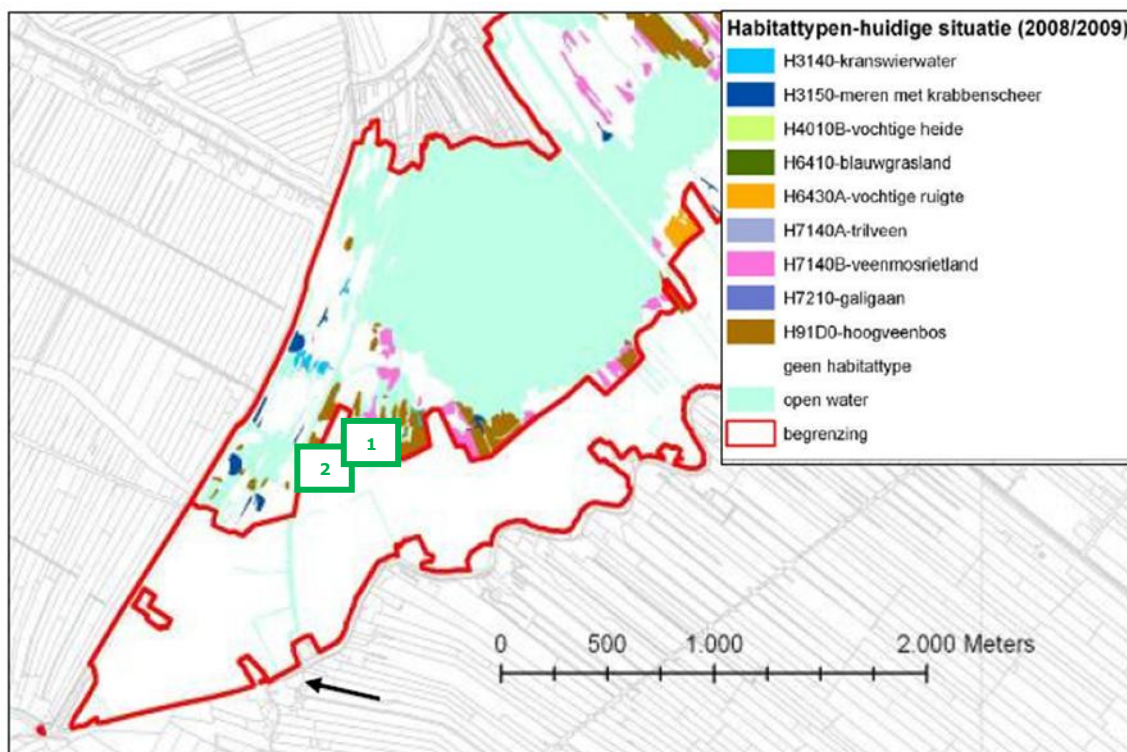 Habitattypen-huidige situatie (2008/2009)
H3140-kranswierwater
H3150-meren met krabbenscheer
H4010B-vochtige heide
H6410-blauwgrasland
H6430A-vochtige ruigte
H7140A-trilveen
H7140B-veenmosrietland
H7210-galigaan
H91D0-hoogveenbos
geen habitattype
open water
begrenzing
1
2
0 500 1.000 2.000 Meters